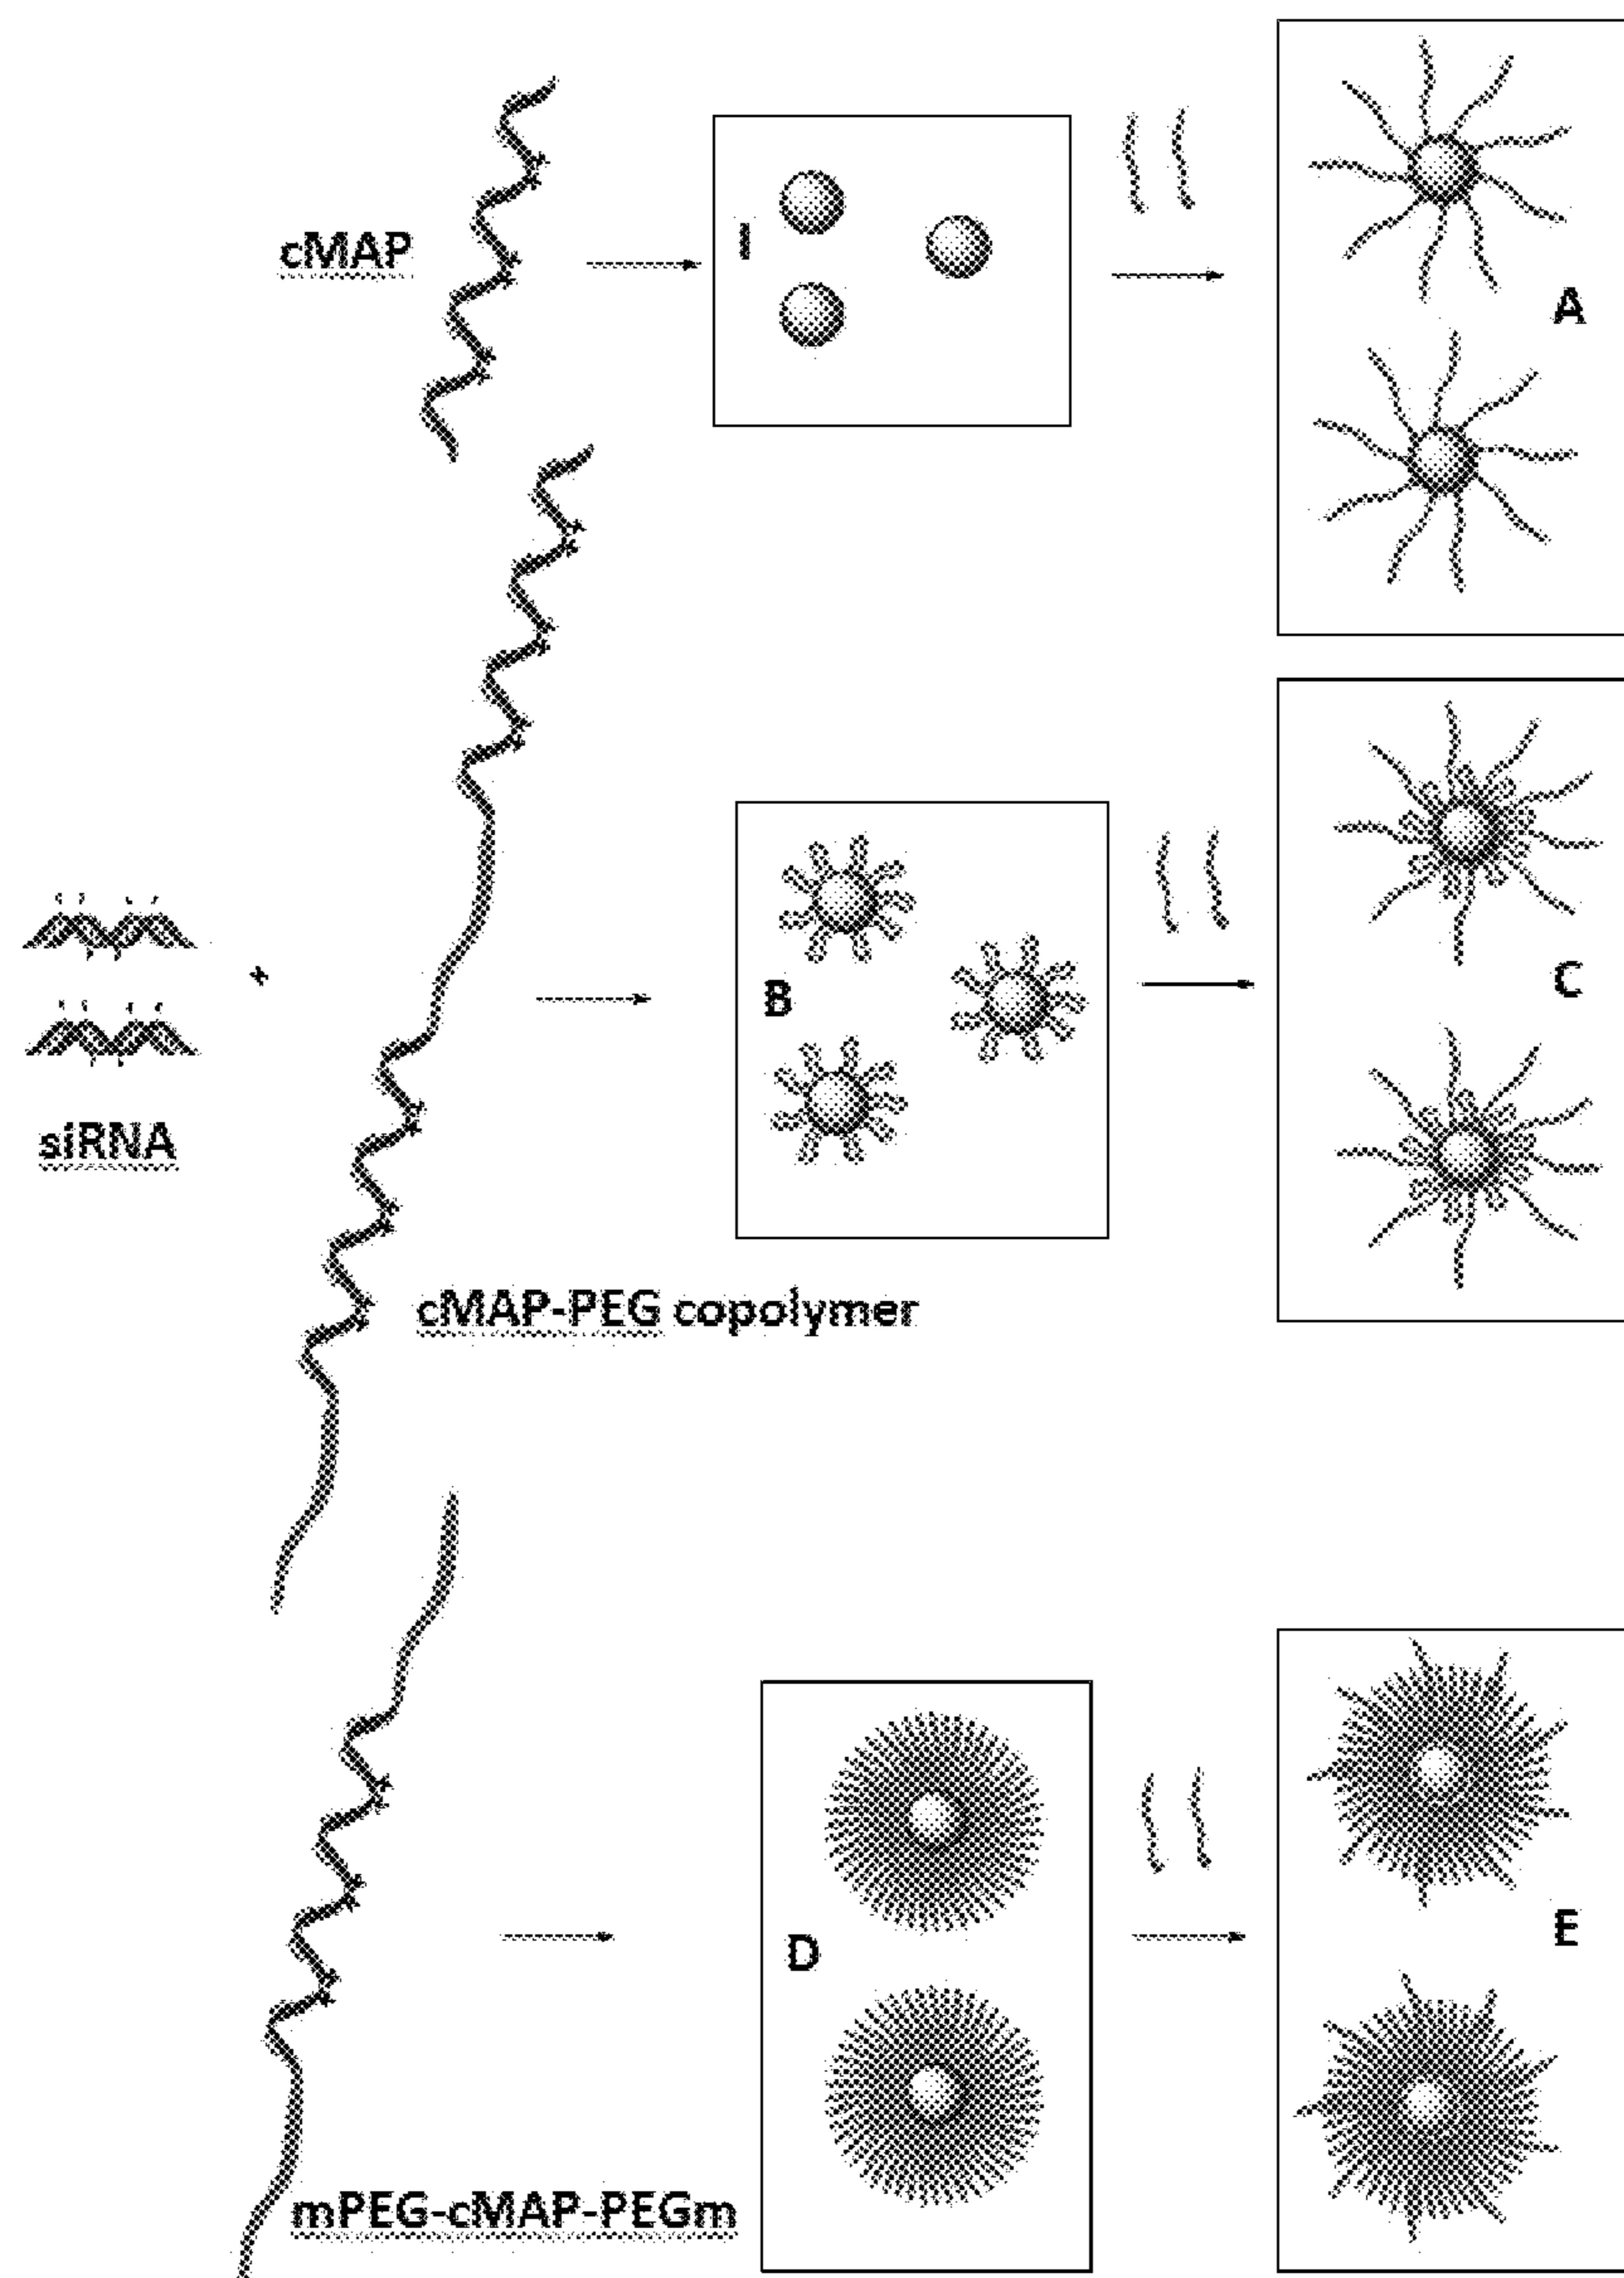 cMAP
I
A
siRNA
+
B
C
cMAP-PEG copolymer
D
E
mPEG-cMAP-PEGm